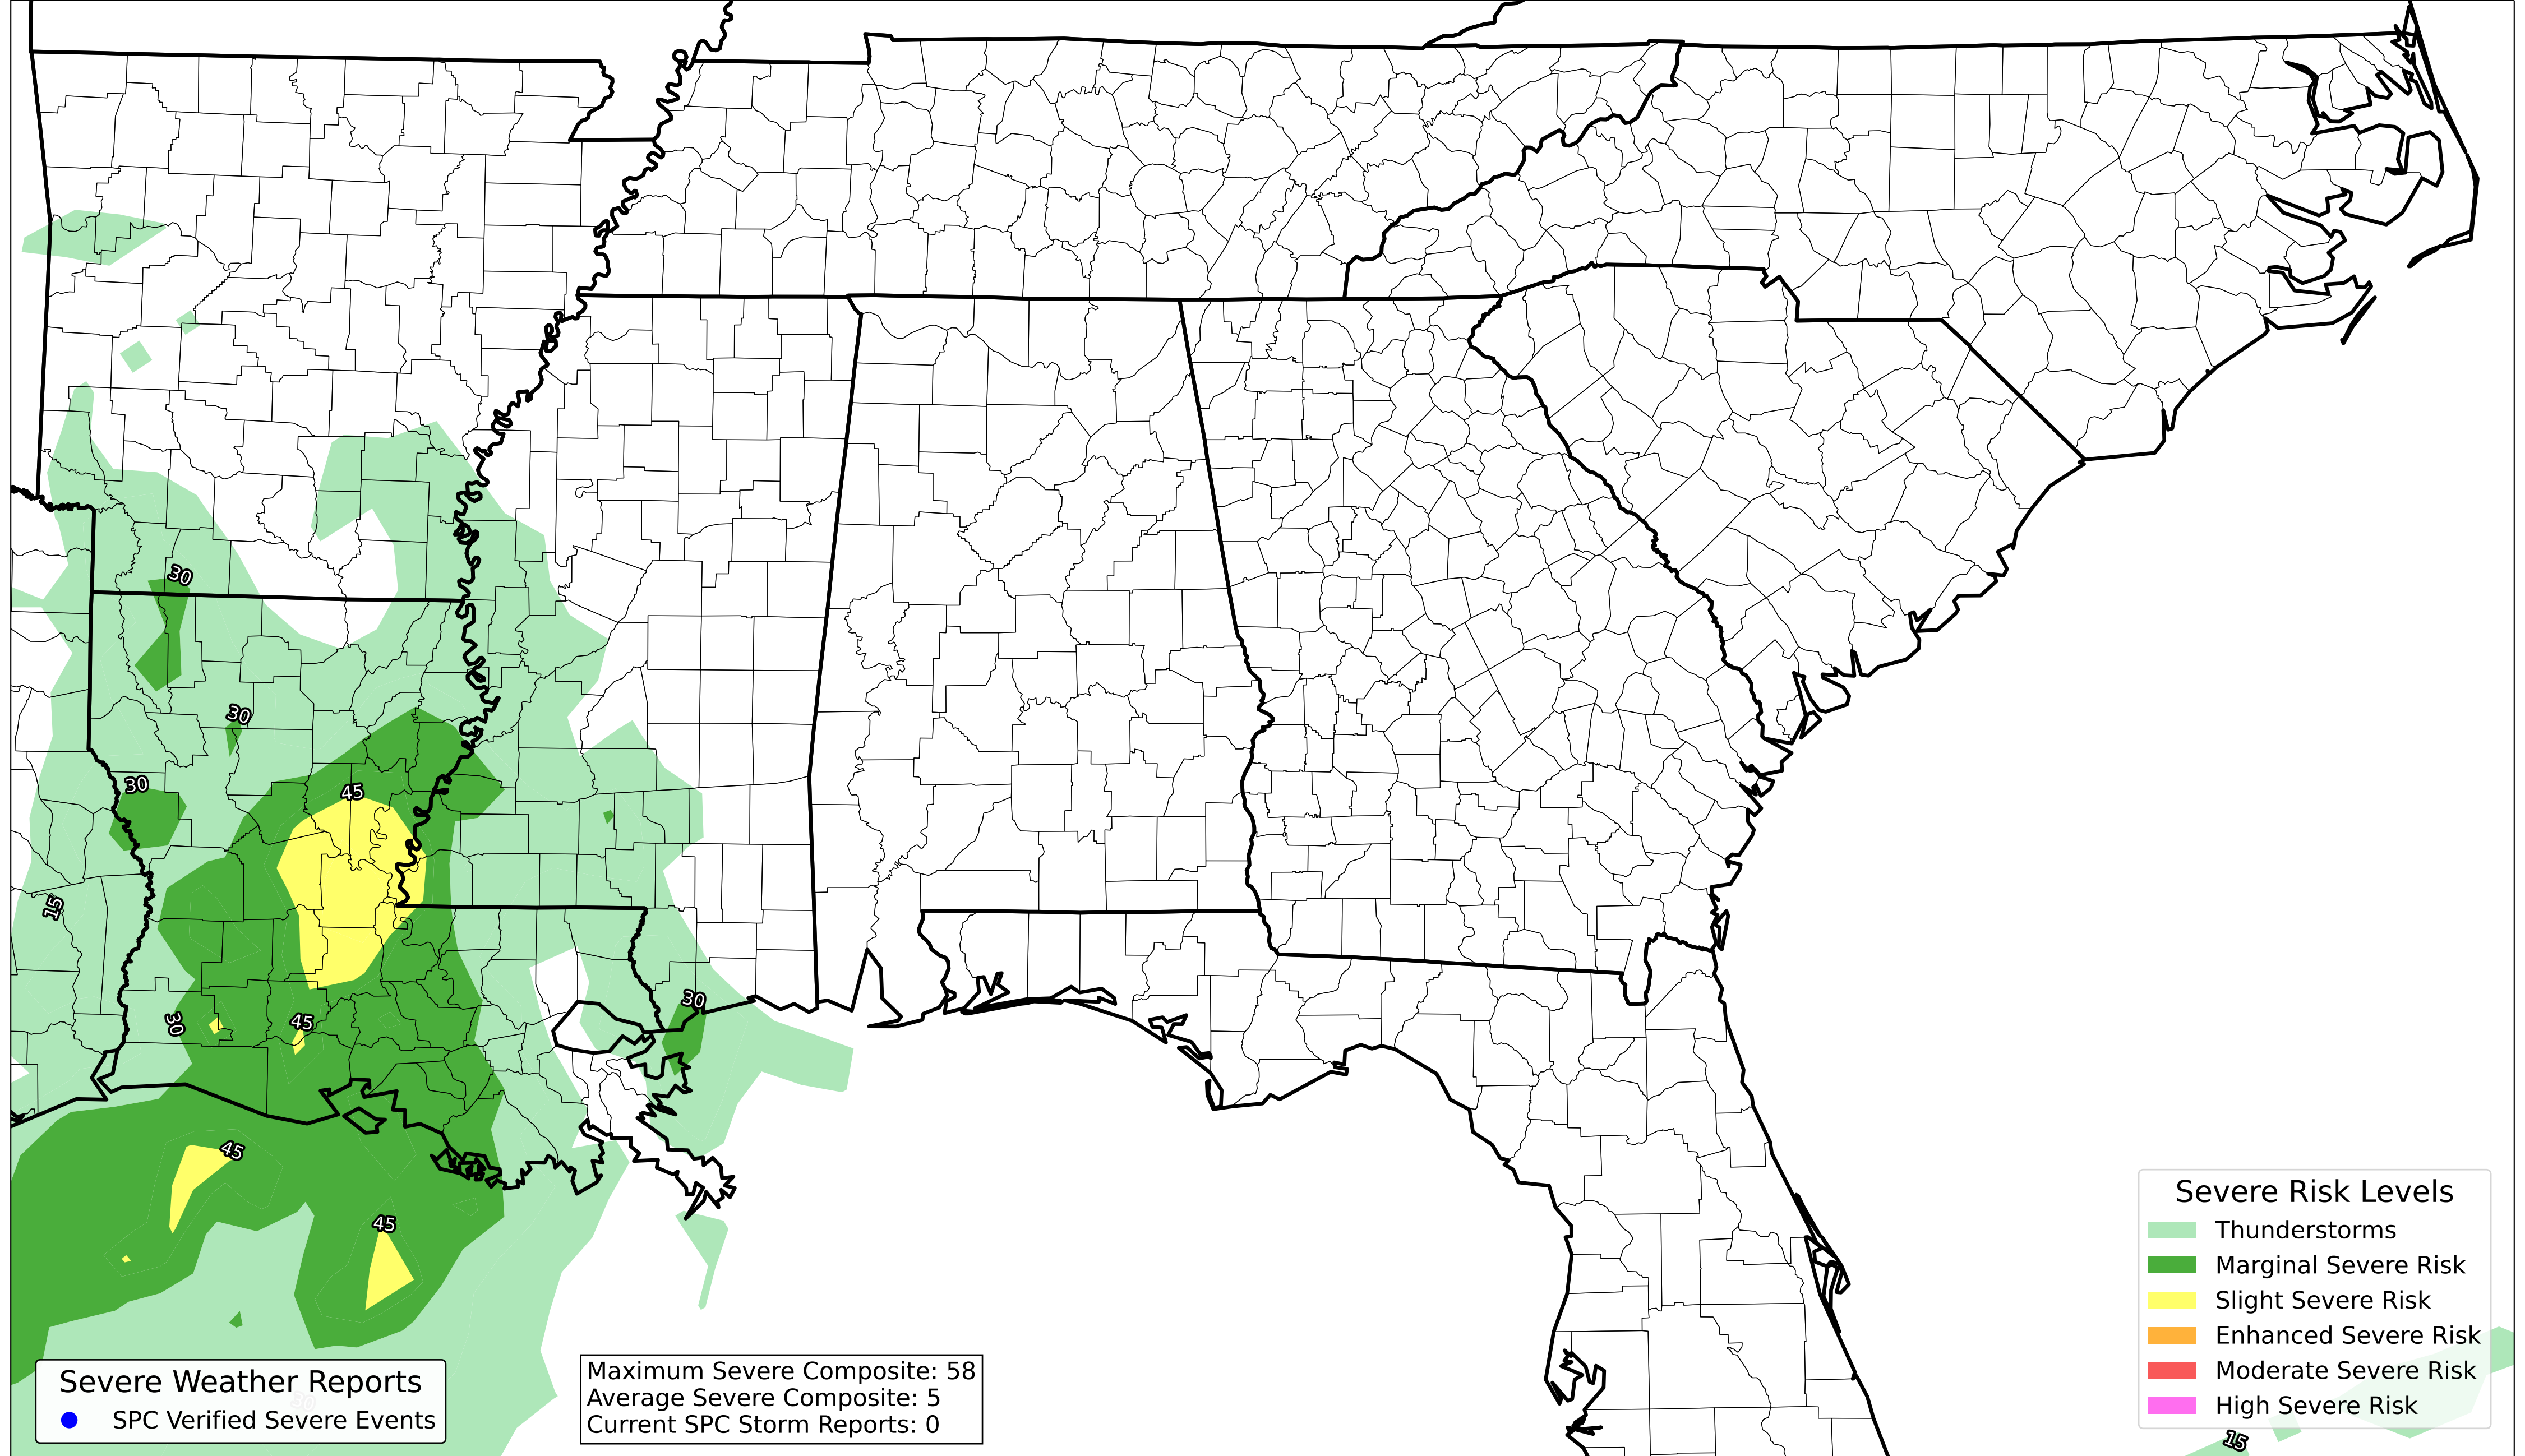 30
30
30
45
15
30
30
45
45
45
Severe Weather Reports
SPC Verified Severe Events
30
Maximum Severe Composite: 58
Average Severe Composite: 5
Current SPC Storm Reports: 0
Severe Risk Levels
Thunderstorms
Marginal Severe Risk
Slight Severe Risk
Enhanced Severe Risk
Moderate Severe Risk
High Severe Risk
15